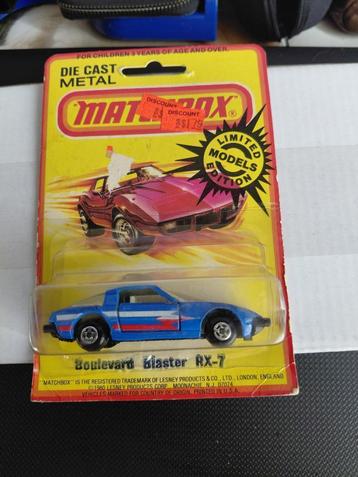 FOR CHILDREN 3 YEARS OF AGE AND OVER.
DIE CAST
METAL
MATCHBOX®
DISCOUNT
DISCOUNT
LIMITED
MODELS
EDITION
Boulevard Blaster RX-7
"MATCHBOX" IS THE REGISTERED TRADEMARK OF LESNEY PRODUCTS & CO., LTD., LONDON, ENGLAND
©1980 LESNEY PRODUCTS CORP. MOONACHIE, N.J. 07074
VEHICLES MARKED FOR COUNTRY OF ORIGIN. PRINTED IN U.S.A.